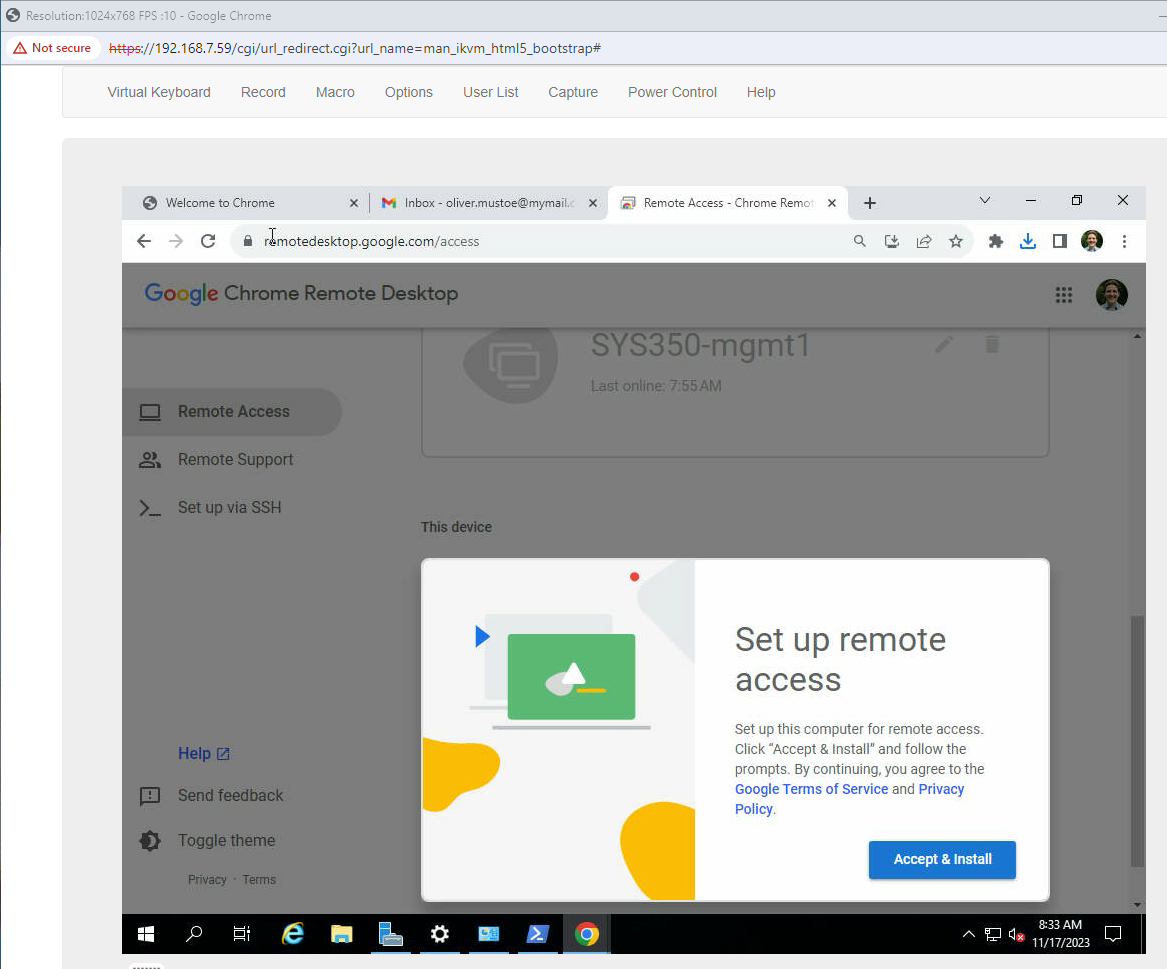 Resolution:1024x768 FPS :10 - Google Chrome
Not secure
https://192.168.7.59/cgi/url_redirect.cgi?url_name=man_ikvm_html5_bootstrap#
Virtual Keyboard Record Macro Options User List Capture Power Control Help
Welcome to Chrome
Inbox - oliver.mustoe@mymail.c
Remote Access - Chrome Remot
remotedesktop.google.com/access
Google Chrome Remote Desktop
SYS350-mgmt1
Last online: 7:55 AM
Remote Access
Remote Support
Set up via SSH
This device
Set up remote
access
Set up this computer for remote access.
Click “Accept & Install” and follow the
prompts. By continuing, you agree to the
Google Terms of Service and Privacy
Policy.
Accept & Install
Help
Send feedback
Toggle theme
Privacy · Terms
8:33 AM
11/17/2023